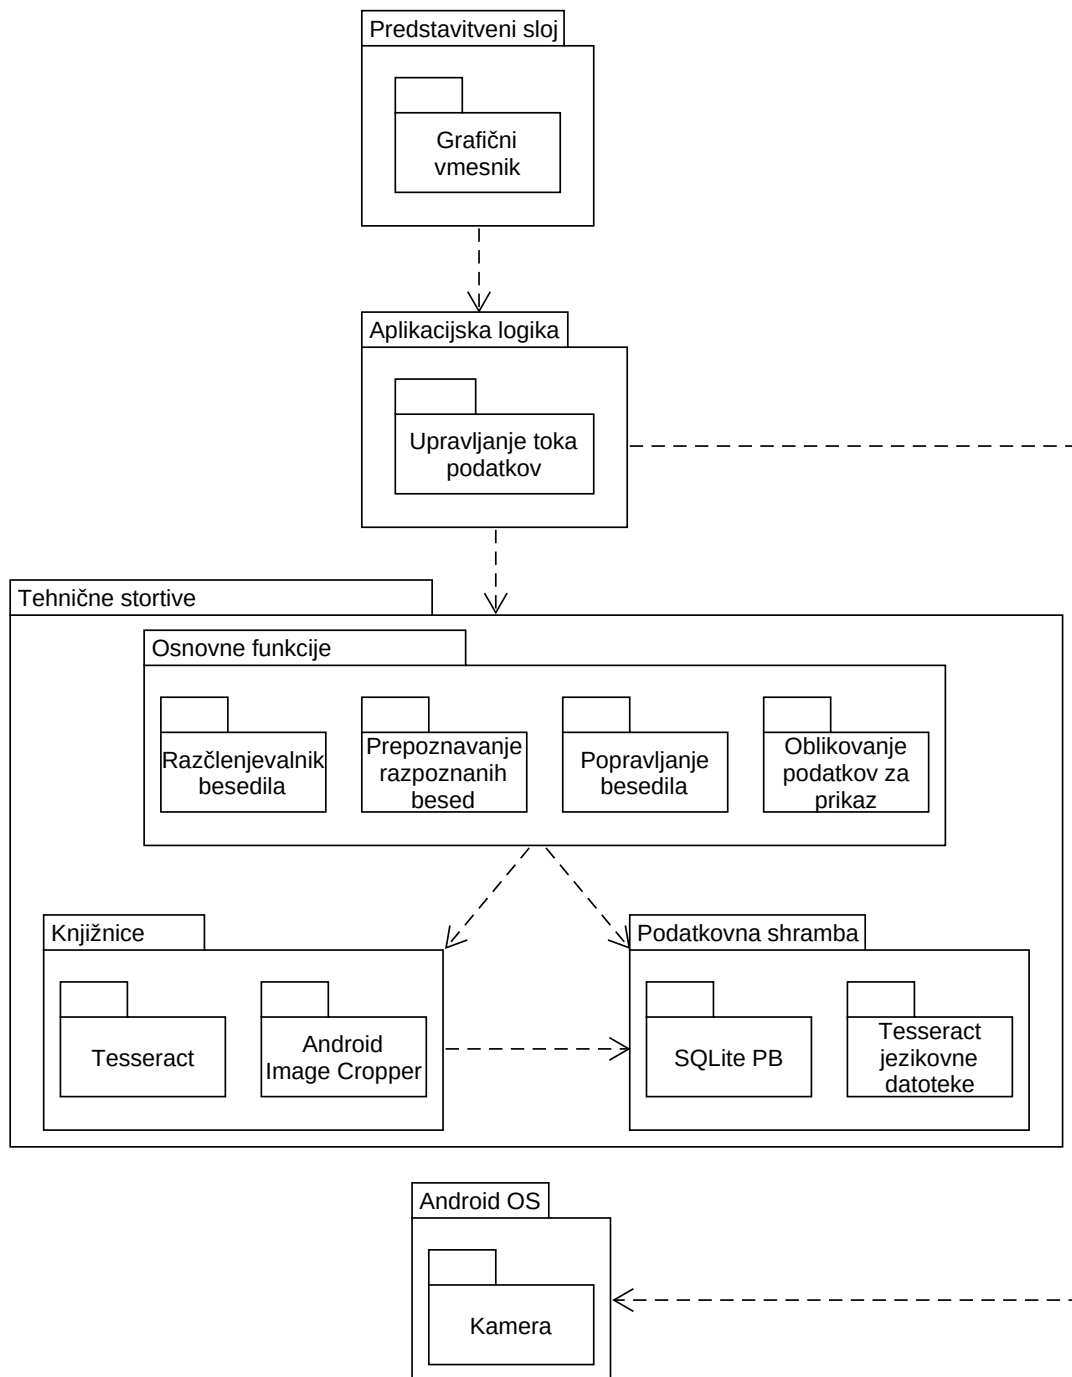 Predstavitveni sloj
Grafični
vmesnik
Aplikacijska logika
Upravljanje toka
podatkov
Tehnične stortive
Osnovne funkcije
Razčlenjevalnik
besedila
Prepoznavanje
razpoznanih
besed
Popravljanje
besedila
Oblikovanje
podatkov za
prikaz
Knjižnice
Tesseract
Android
Image Cropper
Podatkovna shramba
SQLite PB
Tesseract
jezikovne
datoteke
Android OS
Kamera